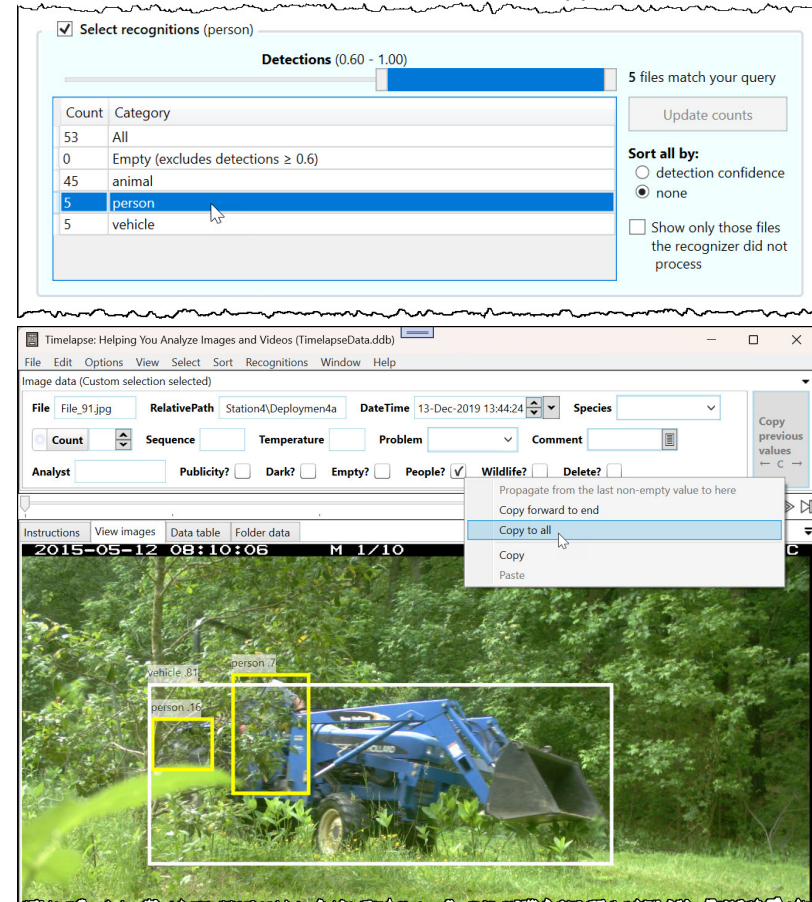 Select recognitions (person)
Detections (0.60 - 1.00)
5 files match your query
Count Category
Update counts
53 All
0 Empty (excludes detections ≥ 0.6)
Sort all by:
45 animal
detection confidence
5 person
none
5 vehicle
Show only those files
the recognizer did not
process
Timelapse: Helping You Analyze Images and Videos (TimelapseData.ddb)
File Edit Options View Select Sort Recognitions Window Help
Image data (Custom selection selected)
File File_91.jpg RelativePath Station4\Deploymen4a DateTime 13-Dec-2019 13:44:24 Species
Count Sequence Temperature Problem Comment
Copy
previous
values
← C →
Analyst Publicity? Dark? Empty? People? Wildlife? Delete?
Propagate from the last non-empty value to here
Copy forward to end
Copy to all
Copy
Paste
Instructions View images Data table Folder data
2015-05-12 08:10:06 M 1/10 C
person .7
vehicle .81
person .16
New Holland
HOLLAND